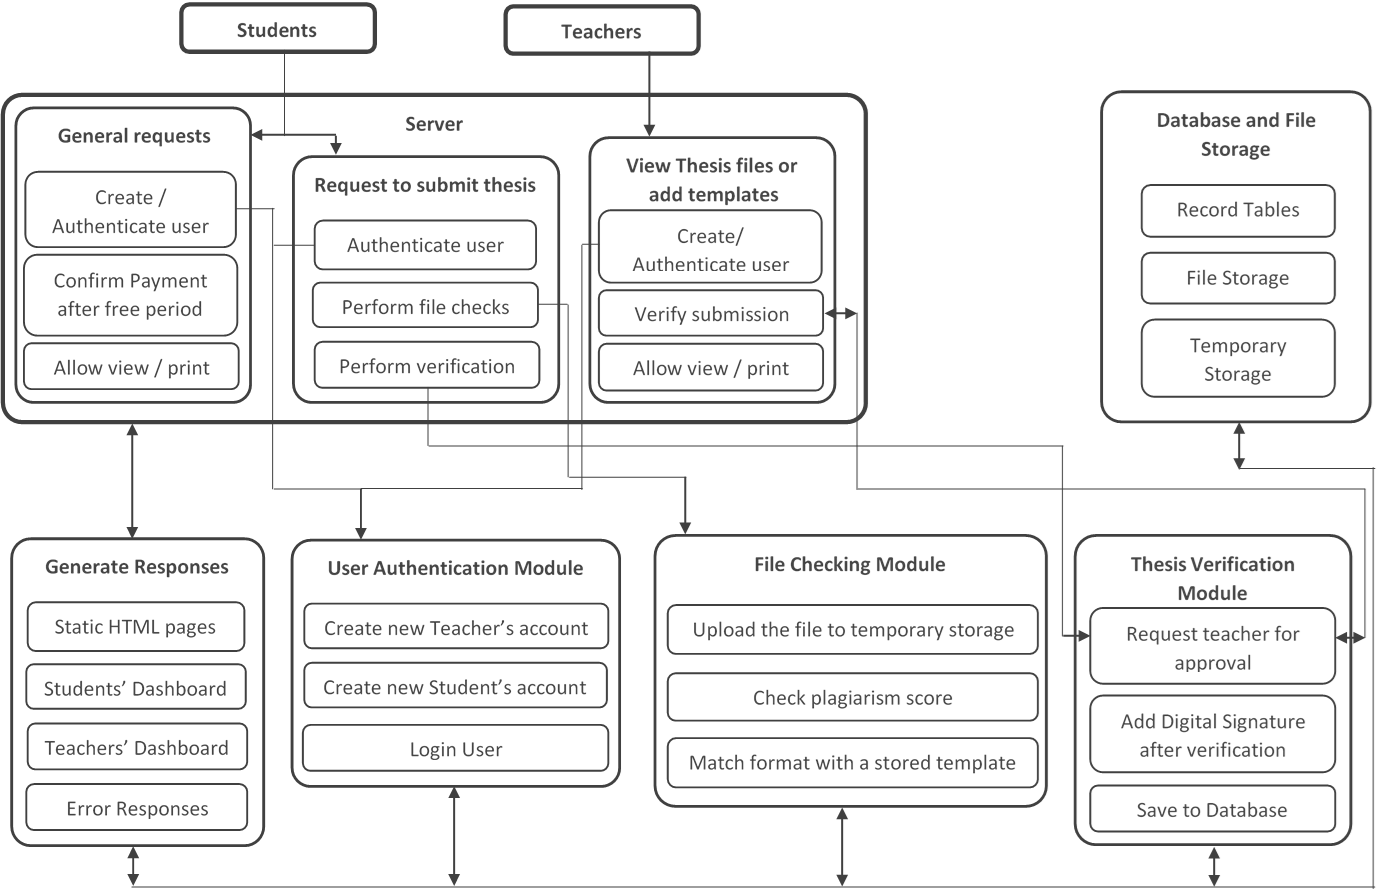 Students
Teachers
Server
General requests
Create /
Authenticate user
Confirm Payment
after free period
Allow view / print
Request to submit thesis
Authenticate user
Perform file checks
Perform verification
View Thesis files or
add templates
Create/
Authenticate user
Verify submission
Allow view / print
Database and File
Storage
Record Tables
File Storage
Temporary
Storage
Generate Responses
Static HTML pages
Students’ Dashboard
Teachers’ Dashboard
Error Responses
User Authentication Module
Create new Teacher’s account
Create new Student’s account
Login User
File Checking Module
Upload the file to temporary storage
Check plagiarism score
Match format with a stored template
Thesis Verification
Module
Request teacher for
approval
Add Digital Signature
after verification
Save to Database